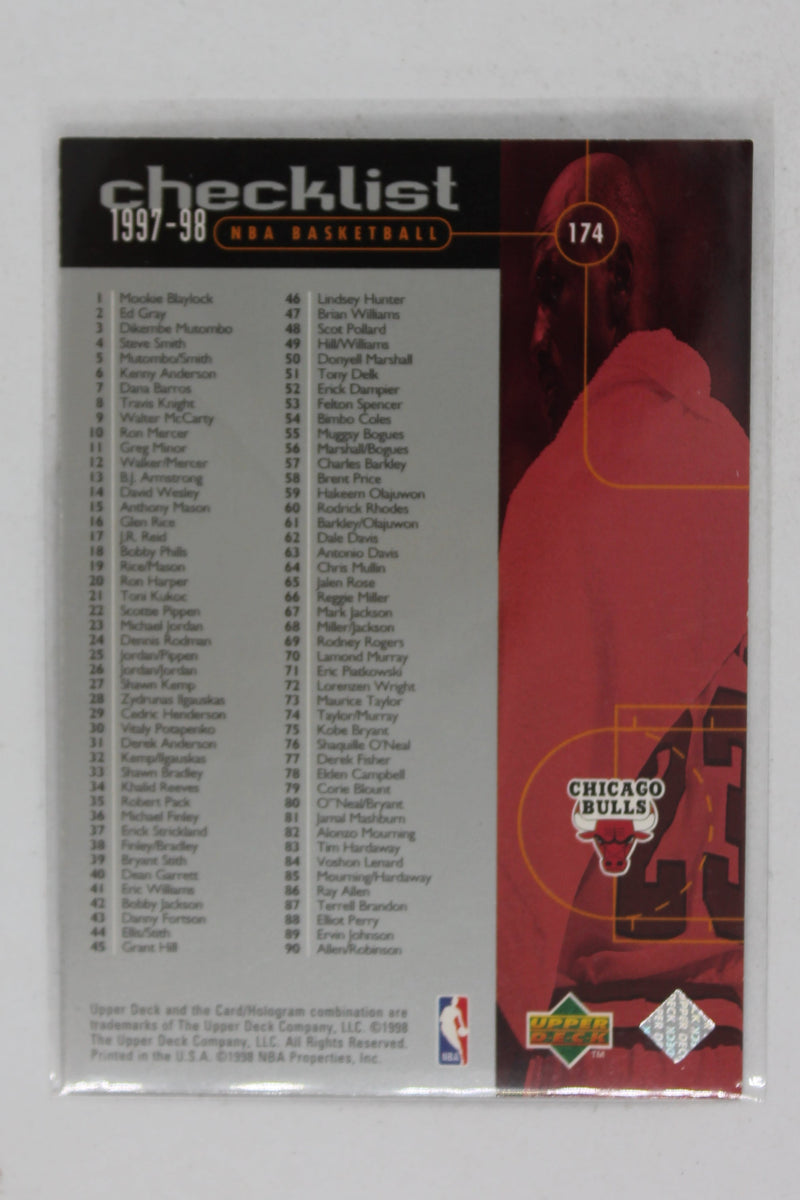 checklist
1997-98 NBA BASKETBALL
174
1 Mookie Blaylock
2 Ed Gray
3 Dikembe Mutombo
4 Steve Smith
5 Mutombo/Smith
6 Kenny Anderson
7 Dana Barros
8 Travis Knight
9 Walter McCarty
10 Ron Mercer
11 Greg Minor
12 Walker/Mercer
13 B.J. Armstrong
14 David Wesley
15 Anthony Mason
16 Glen Rice
17 J.R. Reid
18 Bobby Phills
19 Rice/Mason
20 Ron Harper
21 Toni Kukoc
22 Scottie Pippen
23 Michael Jordan
24 Dennis Rodman
25 Jordan/Pippen
26 Jordan/Jordan
27 Shawn Kemp
28 Zydrunas Ilgauskas
29 Cedric Henderson
30 Vitaly Potapenko
31 Derek Anderson
32 Kemp/Ilgauskas
33 Shawn Bradley
34 Khalid Reeves
35 Robert Pack
36 Michael Finley
37 Erick Strickland
38 Finley/Bradley
39 Bryant Stith
40 Dean Garrett
41 Eric Williams
42 Bobby Jackson
43 Danny Fortson
44 Ellis/Stith
45 Grant Hill
46 Lindsey Hunter
47 Brian Williams
48 Scot Pollard
49 Hill/Williams
50 Donyell Marshall
51 Tony Delk
52 Erick Dampier
53 Felton Spencer
54 Bimbo Coles
55 Muggsy Bogues
56 Marshall/Bogues
57 Charles Barkley
58 Brent Price
59 Hakeem Olajuwon
60 Rodrick Rhodes
61 Barkley/Olajuwon
62 Dale Davis
63 Antonio Davis
64 Chris Mullin
65 Jalen Rose
66 Reggie Miller
67 Mark Jackson
68 Miller/Jackson
69 Rodney Rogers
70 Lamond Murray
71 Eric Piatkowski
72 Lorenzen Wright
73 Maurice Taylor
74 Taylor/Murray
75 Kobe Bryant
76 Shaquille O'Neal
77 Derek Fisher
78 Elden Campbell
79 Corie Blount
80 O"Neal/Bryant
81 Jamal Mashburn
82 Alonzo Mourning
83 Tim Hardaway
84 Voshon Lenard
85 Mourning/Hardaway
86 Ray Allen
87 Terrell Brandon
88 Elliot Perry
89 Ervin Johnson
90 Allen/Robinson
CHICAGO
BULLS
23
Upper Deck and the Card/Hologram combination are
trademarks of The Upper Deck Company, LLC. ©1998
The Upper Deck Company, LLC. All Rights Reserved.
Printed in the U.S.A. ©1998 NBA Properties, Inc.
NBA
UPPER
DECK
TM